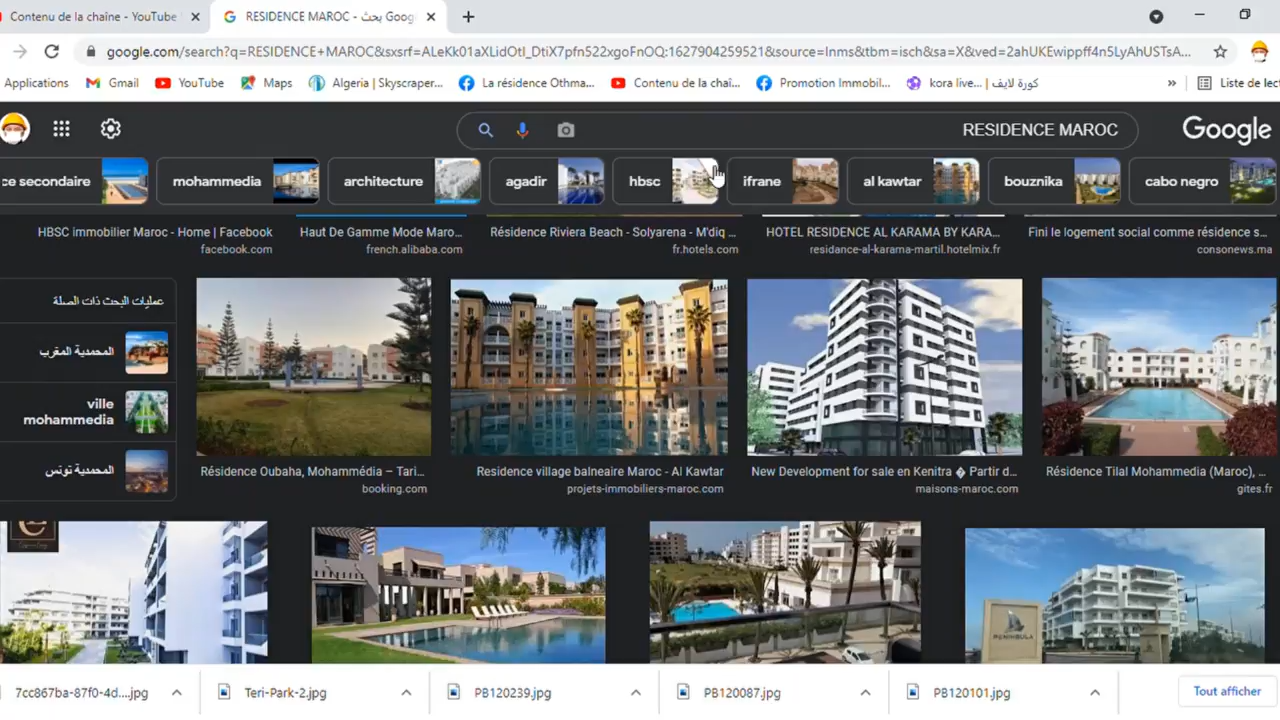 Contenu de la chaîne - YouTube
RESIDENCE MAROC - بحث Goog
google.com/search?q=RESIDENCE+MAROC&sxsrf=ALeKk01aXLidOtI_DtiX7pfn522xgoFnOQ:1627904259521&source=lnms&tbm=isch&sa=X&ved=2ahUKEwippff4n5LyAhUSTsA...
Applications
Gmail
YouTube
Maps
Algeria | Skyscraper...
La résidence Othma...
Contenu de la chaî...
Promotion Immobil...
kora live... | كورة لايف
»
Liste de lect
RESIDENCE MAROC
Google
ce secondaire
mohammedia
architecture
agadir
hbsc
ifrane
al kawtar
bouznika
cabo negro
HBSC immobilier Maroc - Home | Facebook
facebook.com
Haut De Gamme Mode Maro...
french.alibaba.com
Résidence Riviera Beach - Solyarena - M'diq ...
fr.hotels.com
HOTEL RESIDENCE AL KARAMA BY KARA...
residance-al-karama-martil.hotelmix.fr
Fini le logement social comme résidence s...
consonews.ma
عمليات البحث ذات الصلة
المحمدية المغرب
ville
mohammedia
المحمدية تونس
Résidence Oubaha, Mohammédia – Tari...
booking.com
Residence village balneaire Maroc - Al Kawtar
projets-immobiliers-maroc.com
New Development for sale en Kenitra � Partir d...
maisons-maroc.com
Résidence Tilal Mohammedia (Maroc), ...
gites.fr
PENINSULA
7cc867ba-87f0-4d....jpg
Teri-Park-2.jpg
PB120239.jpg
PB120087.jpg
PB120101.jpg
Tout afficher